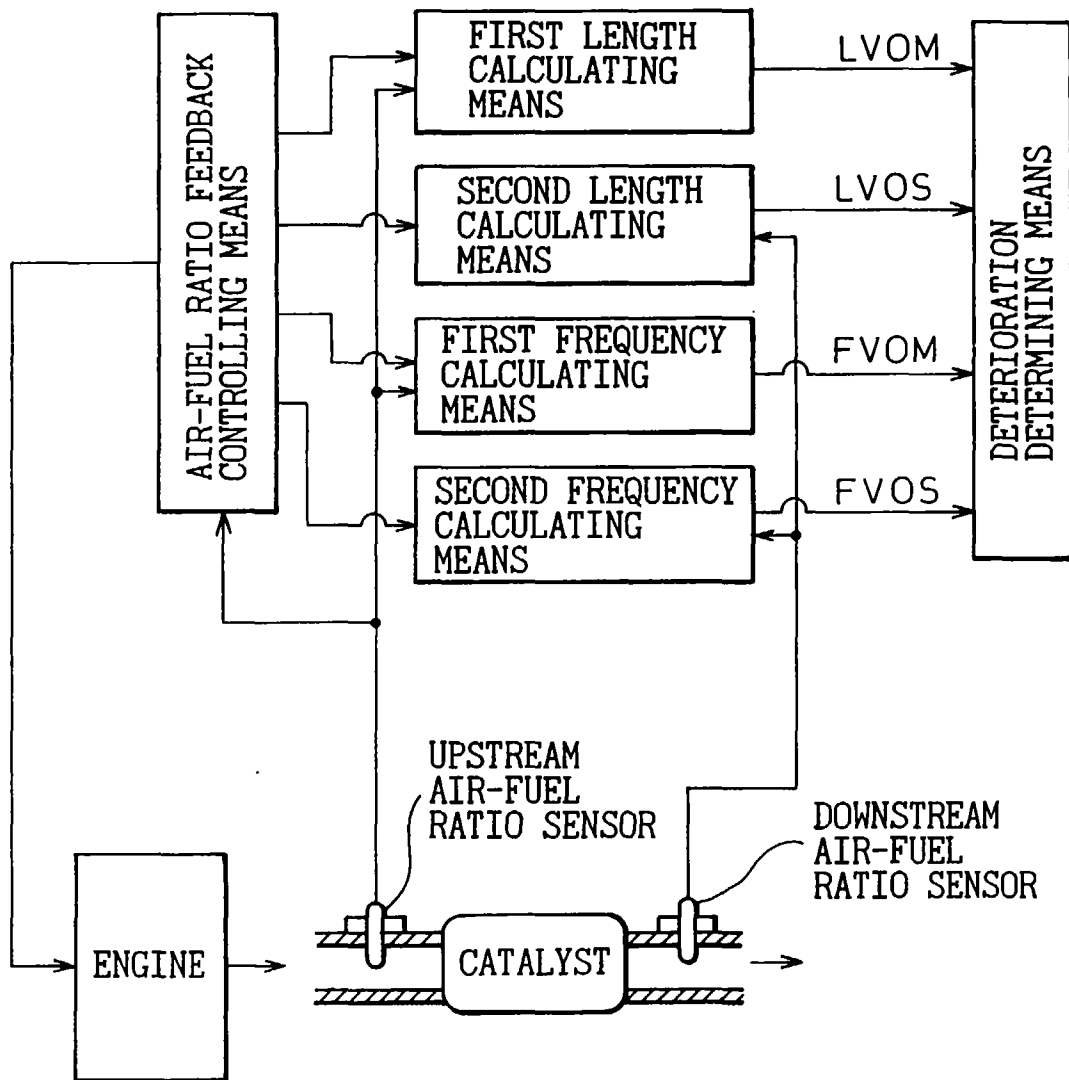 FIRST LENGTH
CALCULATING
MEANS
LVOM
SECOND LENGTH
CALCULATING
MEANS
LVOS
FIRST FREQUENCY
CALCULATING
MEANS
FVOM
SECOND FREQUENCY
CALCULATING
MEANS
FVOS
AIR-FUEL RATIO FEEDBACK
CONTROLLING MEANS
DETERIORATION
DETERMINING MEANS
UPSTREAM
AIR-FUEL
RATIO SENSOR
DOWNSTREAM
AIR-FUEL
RATIO SENSOR
ENGINE
CATALYST